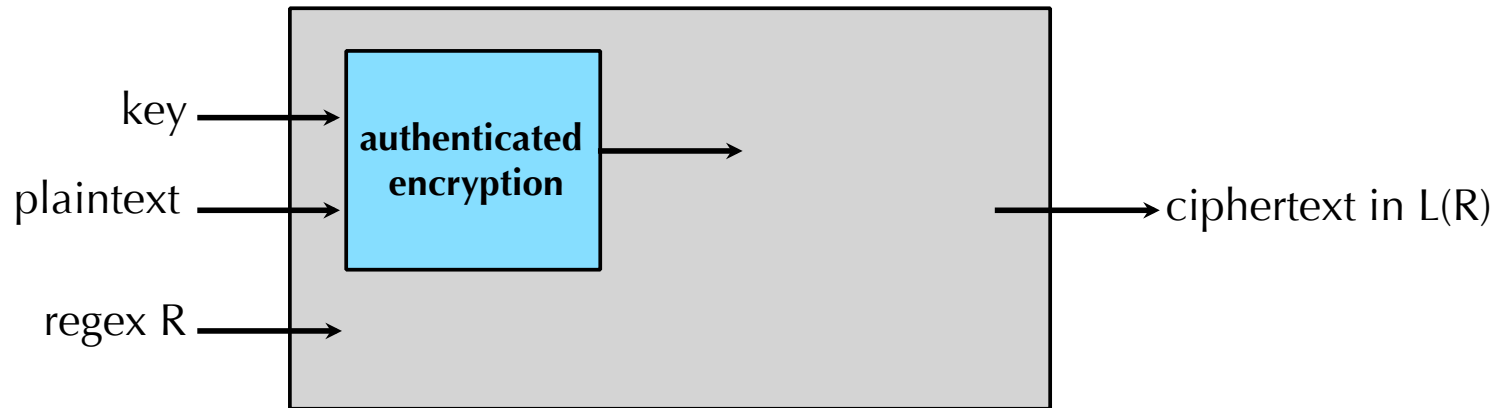 key
plaintext
regex R
authenticated
encryption
ciphertext in L(R)